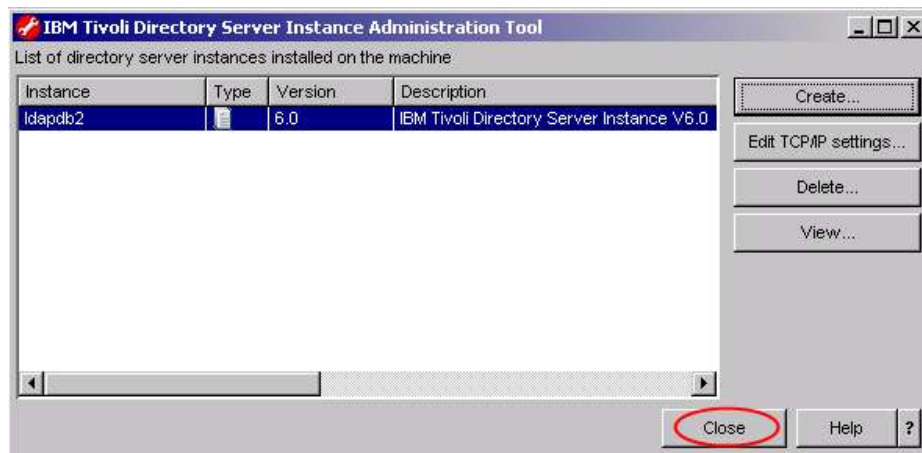 IBM Tivoli Directory Server Instance Administration Tool
List of directory server instances installed on the machine
Instance Type Version Description
ldapdb2 6.0 IBM Tivoli Directory Server Instance V6.0
Create...
Edit TCP/IP settings...
Delete...
View...
Close Help ?